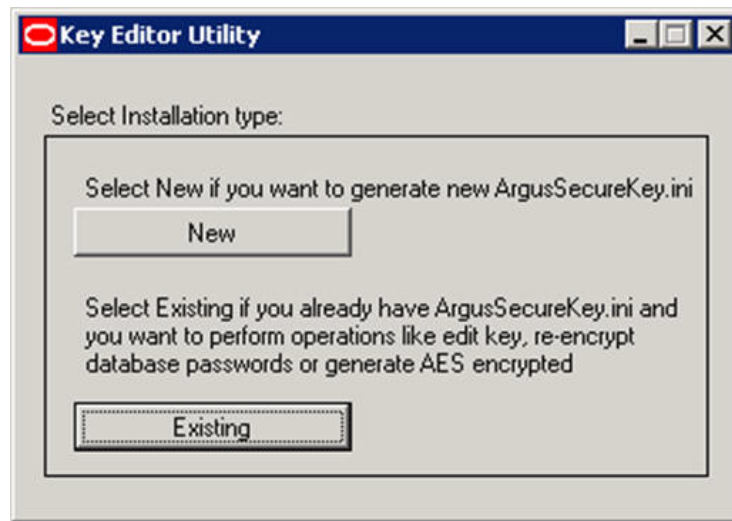 Key Editor Utility
Select Installation type:
Select New if you want to generate new ArgusSecureKey.ini
New
Select Existing if you already have ArgusSecureKey.ini and
you want to perform operations like edit key, re-encrypt
database passwords or generate AES encrypted
Existing